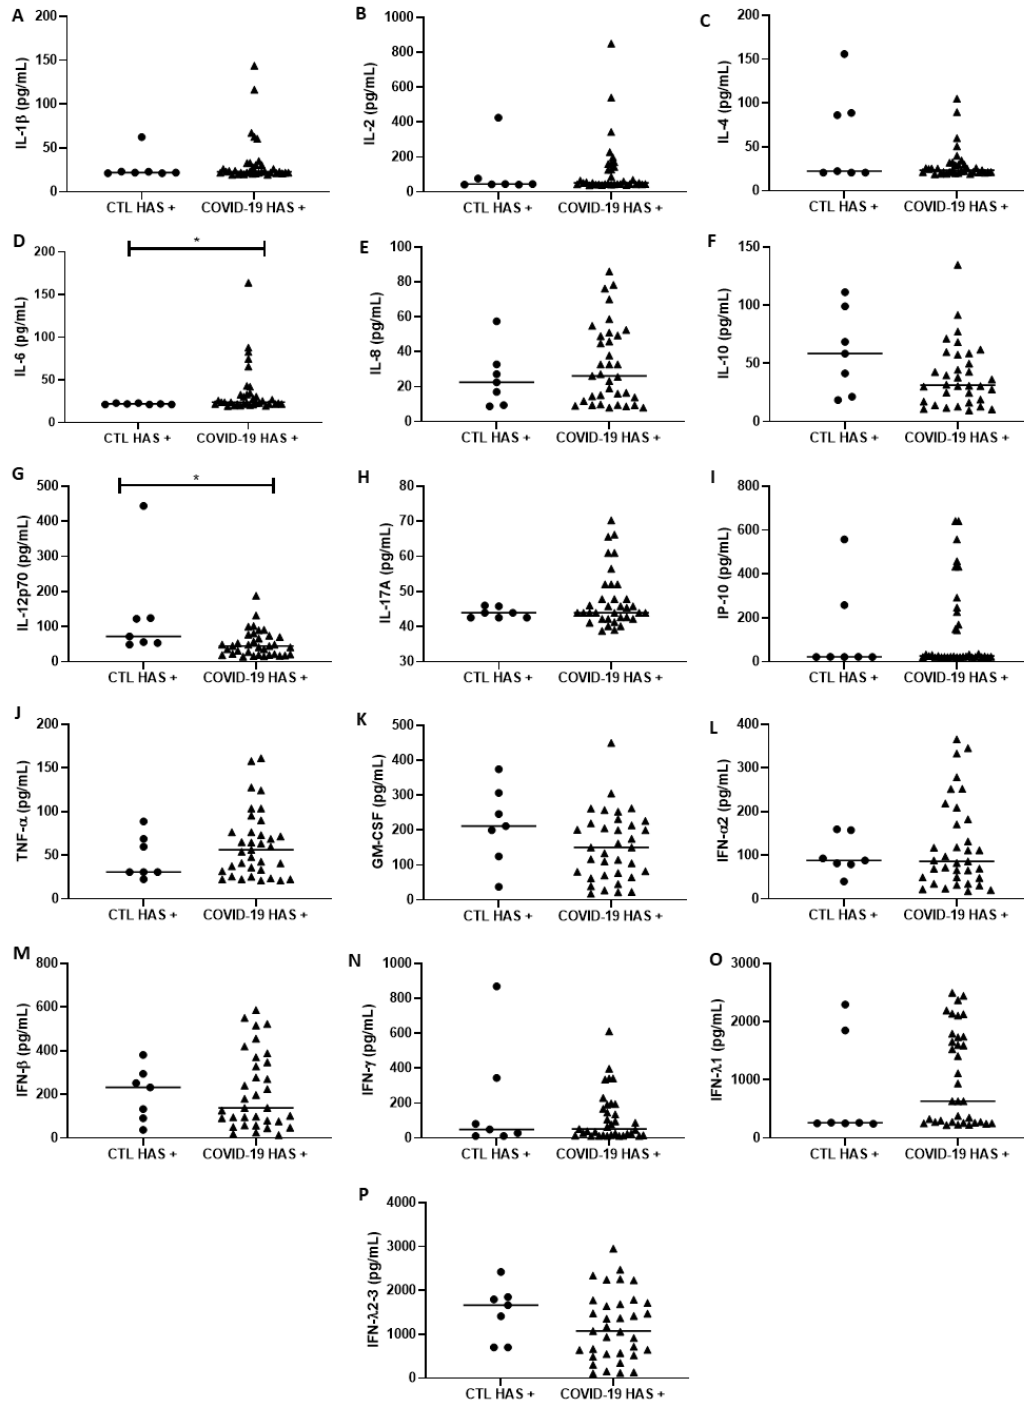 A
IL-1β (pg/mL)
200
150
100
50
0
CTL HAS +
COVID-19 HAS +
B
IL-2 (pg/mL)
1000
800
600
400
200
0
CTL HAS +
COVID-19 HAS +
C
IL-4 (pg/mL)
200
150
100
50
0
CTL HAS +
COVID-19 HAS +
D
*
IL-6 (pg/mL)
200
150
100
50
0
CTL HAS +
COVID-19 HAS +
E
IL-8 (pg/mL)
100
80
60
40
20
0
CTL HAS +
COVID-19 HAS +
F
IL-10 (pg/mL)
150
100
50
0
CTL HAS +
COVID-19 HAS +
G
*
IL-12p70 (pg/mL)
500
400
300
200
100
0
CTL HAS +
COVID-19 HAS +
H
IL-17A (pg/mL)
80
70
60
50
40
30
CTL HAS +
COVID-19 HAS +
I
IP-10 (pg/mL)
800
600
400
200
0
CTL HAS +
COVID-19 HAS +
J
TNF-α (pg/mL)
200
150
100
50
0
CTL HAS +
COVID-19 HAS +
K
GM-CSF (pg/mL)
500
400
300
200
100
0
CTL HAS +
COVID-19 HAS +
L
IFN-α2 (pg/mL)
400
300
200
100
0
CTL HAS +
COVID-19 HAS +
M
IFN-β (pg/mL)
800
600
400
200
0
CTL HAS +
COVID-19 HAS +
N
IFN-γ (pg/mL)
1000
800
600
400
200
0
CTL HAS +
COVID-19 HAS +
O
IFN-λ1 (pg/mL)
3000
2000
1000
0
CTL HAS +
COVID-19 HAS +
P
IFN-λ2-3 (pg/mL)
4000
3000
2000
1000
0
CTL HAS +
COVID-19 HAS +